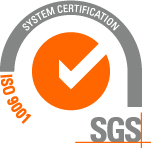 SYSTEM CERTIFICATION
ISO 9001
SGS